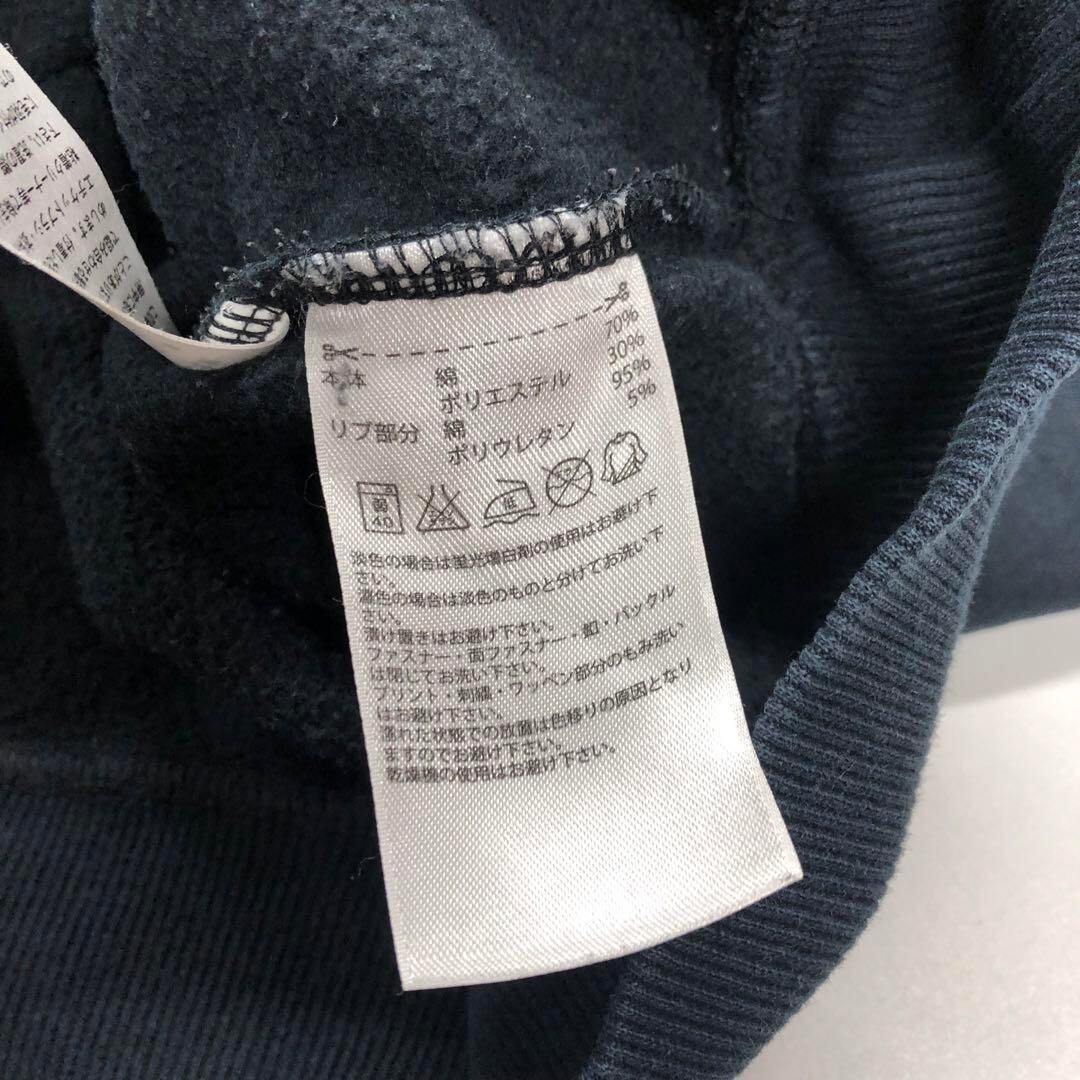 本体 綿 70%
ポリエステル 30%
リブ部分 綿 95%
ポリウレタン 5%
40
淡色の場合は蛍光増白剤の使用はお避け下
さい。
濃色の場合は淡色のものと分けてお洗い下
さい。
漬け置きはお避け下さい。
ファスナー・面ファスナー・釦・バックル
は閉じてお洗い下さい。
プリント・刺繍・ワッペン部分のもみ洗い
はお避け下さい。
濡れた状態での放置は色移りの原因となり
ますのでお避け下さい。
乾燥機の使用はお避け下さい。